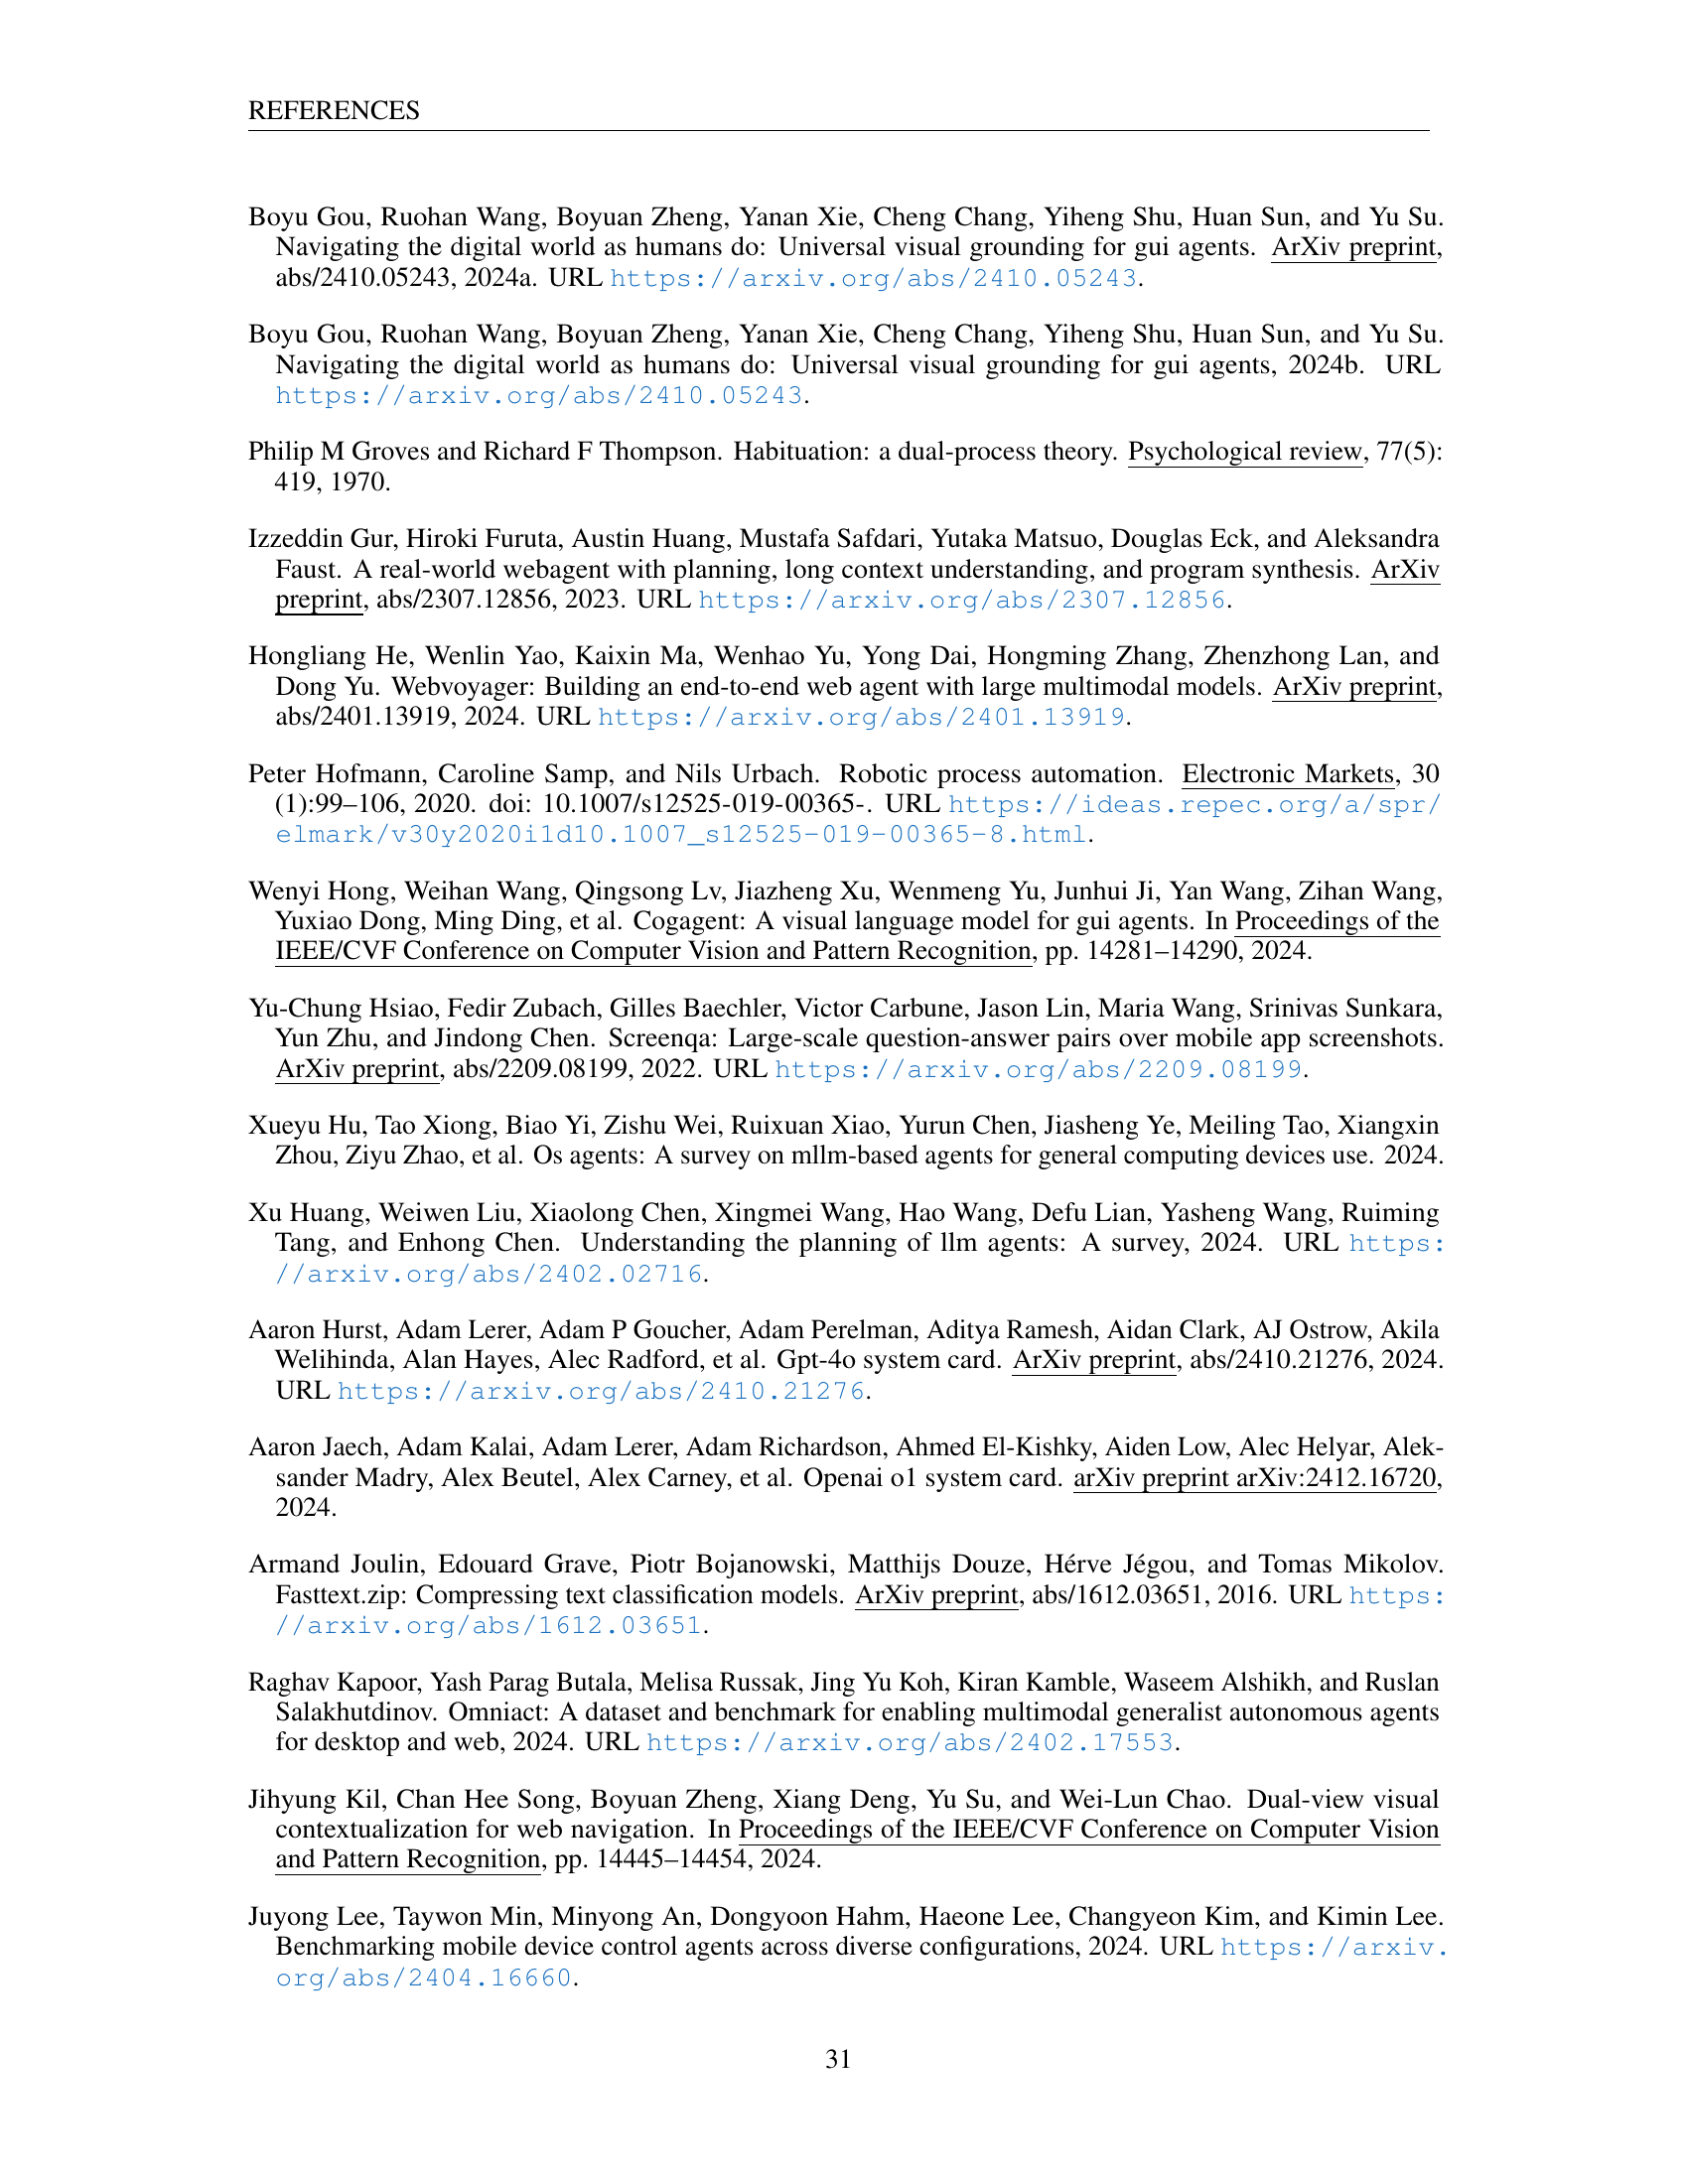 REFERENCES
Boyu Gou, Ruohan Wang, Boyuan Zheng, Yanan Xie, Cheng Chang, Yiheng Shu, Huan Sun, and Yu Su.
Navigating the digital world as humans do: Universal visual grounding for gui agents. ArXiv preprint,
abs/2410.05243, 2024a. URL https://arxiv.org/abs/2410.05243.
Boyu Gou, Ruohan Wang, Boyuan Zheng, Yanan Xie, Cheng Chang, Yiheng Shu, Huan Sun, and Yu Su.
Navigating the digital world as humans do: Universal visual grounding for gui agents, 2024b. URL
https://arxiv.org/abs/2410.05243.
Philip M Groves and Richard F Thompson. Habituation: a dual-process theory. Psychological review, 77(5):
419, 1970.
Izzeddin Gur, Hiroki Furuta, Austin Huang, Mustafa Safdari, Yutaka Matsuo, Douglas Eck, and Aleksandra
Faust. A real-world webagent with planning, long context understanding, and program synthesis. ArXiv
preprint, abs/2307.12856, 2023. URL https://arxiv.org/abs/2307.12856.
Hongliang He, Wenlin Yao, Kaixin Ma, Wenhao Yu, Yong Dai, Hongming Zhang, Zhenzhong Lan, and
Dong Yu. Webvoyager: Building an end-to-end web agent with large multimodal models. ArXiv preprint,
abs/2401.13919, 2024. URL https://arxiv.org/abs/2401.13919.
Peter Hofmann, Caroline Samp, and Nils Urbach. Robotic process automation. Electronic Markets, 30
(1):99–106, 2020. doi: 10.1007/s12525-019-00365-. URL https://ideas.repec.org/a/spr/
elmark/v30y2020i1d10.1007_s12525-019-00365-8.html.
Wenyi Hong, Weihan Wang, Qingsong Lv, Jiazheng Xu, Wenmeng Yu, Junhui Ji, Yan Wang, Zihan Wang,
Yuxiao Dong, Ming Ding, et al. Cogagent: A visual language model for gui agents. In Proceedings of the
IEEE/CVF Conference on Computer Vision and Pattern Recognition, pp. 14281–14290, 2024.
Yu-Chung Hsiao, Fedir Zubach, Gilles Baechler, Victor Carbune, Jason Lin, Maria Wang, Srinivas Sunkara,
Yun Zhu, and Jindong Chen. Screenqa: Large-scale question-answer pairs over mobile app screenshots.
ArXiv preprint, abs/2209.08199, 2022. URL https://arxiv.org/abs/2209.08199.
Xueyu Hu, Tao Xiong, Biao Yi, Zishu Wei, Ruixuan Xiao, Yurun Chen, Jiasheng Ye, Meiling Tao, Xiangxin
Zhou, Ziyu Zhao, et al. Os agents: A survey on mllm-based agents for general computing devices use. 2024.
Xu Huang, Weiwen Liu, Xiaolong Chen, Xingmei Wang, Hao Wang, Defu Lian, Yasheng Wang, Ruiming
Tang, and Enhong Chen. Understanding the planning of llm agents: A survey, 2024. URL https:
//arxiv.org/abs/2402.02716.
Aaron Hurst, Adam Lerer, Adam P Goucher, Adam Perelman, Aditya Ramesh, Aidan Clark, AJ Ostrow, Akila
Welihinda, Alan Hayes, Alec Radford, et al. Gpt-4o system card. ArXiv preprint, abs/2410.21276, 2024.
URL https://arxiv.org/abs/2410.21276.
Aaron Jaech, Adam Kalai, Adam Lerer, Adam Richardson, Ahmed El-Kishky, Aiden Low, Alec Helyar, Alek-
sander Madry, Alex Beutel, Alex Carney, et al. Openai o1 system card. arXiv preprint arXiv:2412.16720,
2024.
Armand Joulin, Edouard Grave, Piotr Bojanowski, Matthijs Douze, Hérve Jégou, and Tomas Mikolov.
Fasttext.zip: Compressing text classification models. ArXiv preprint, abs/1612.03651, 2016. URL https:
//arxiv.org/abs/1612.03651.
Raghav Kapoor, Yash Parag Butala, Melisa Russak, Jing Yu Koh, Kiran Kamble, Waseem Alshikh, and Ruslan
Salakhutdinov. Omniact: A dataset and benchmark for enabling multimodal generalist autonomous agents
for desktop and web, 2024. URL https://arxiv.org/abs/2402.17553.
Jihyung Kil, Chan Hee Song, Boyuan Zheng, Xiang Deng, Yu Su, and Wei-Lun Chao. Dual-view visual
contextualization for web navigation. In Proceedings of the IEEE/CVF Conference on Computer Vision
and Pattern Recognition, pp. 14445–14454, 2024.
Juyong Lee, Taywon Min, Minyong An, Dongyoon Hahm, Haeone Lee, Changyeon Kim, and Kimin Lee.
Benchmarking mobile device control agents across diverse configurations, 2024. URL https://arxiv.
org/abs/2404.16660.
31